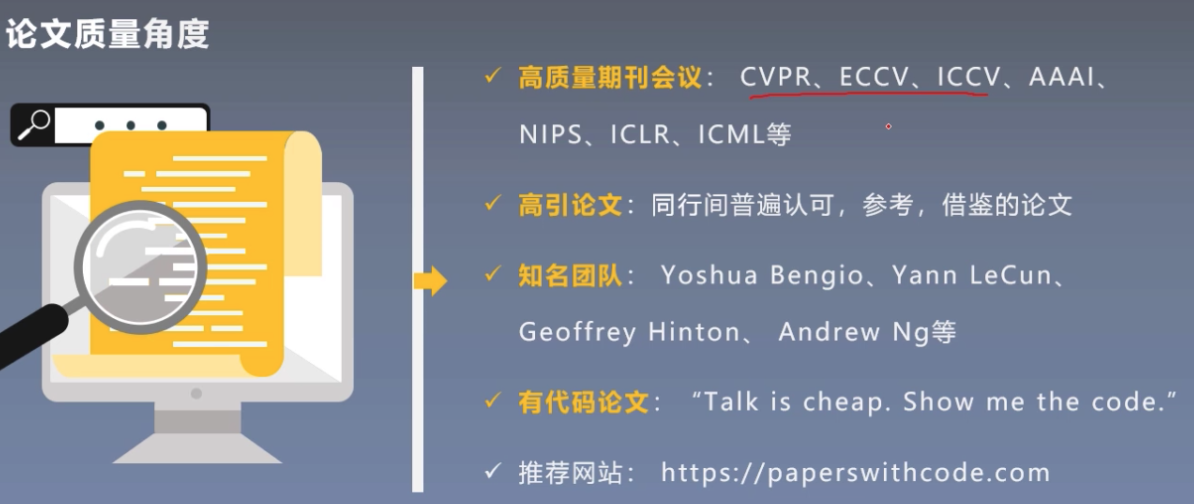 论文质量角度
✓ 高质量期刊会议： CVPR、ECCV、ICCV、AAAI、
NIPS、ICLR、ICML等
✓ 高引论文：同行间普遍认可，参考，借鉴的论文
✓ 知名团队： Yoshua Bengio、Yann LeCun、
Geoffrey Hinton、 Andrew Ng等
✓ 有代码论文： “Talk is cheap. Show me the code.”
✓ 推荐网站： https://paperswithcode.com